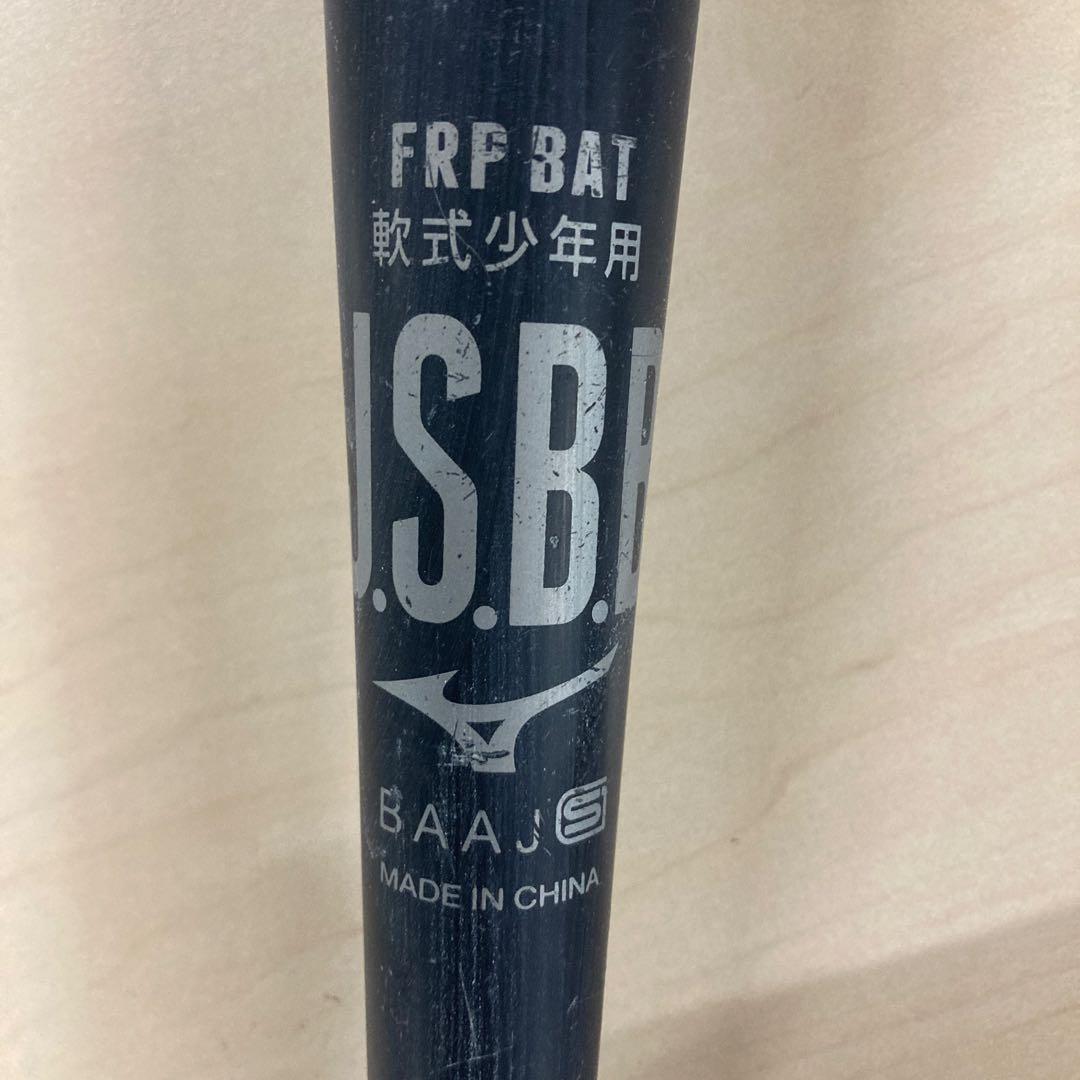 FRP BAT
軟式少年用
J.S.B.B
BAAJ S
MADE IN CHINA